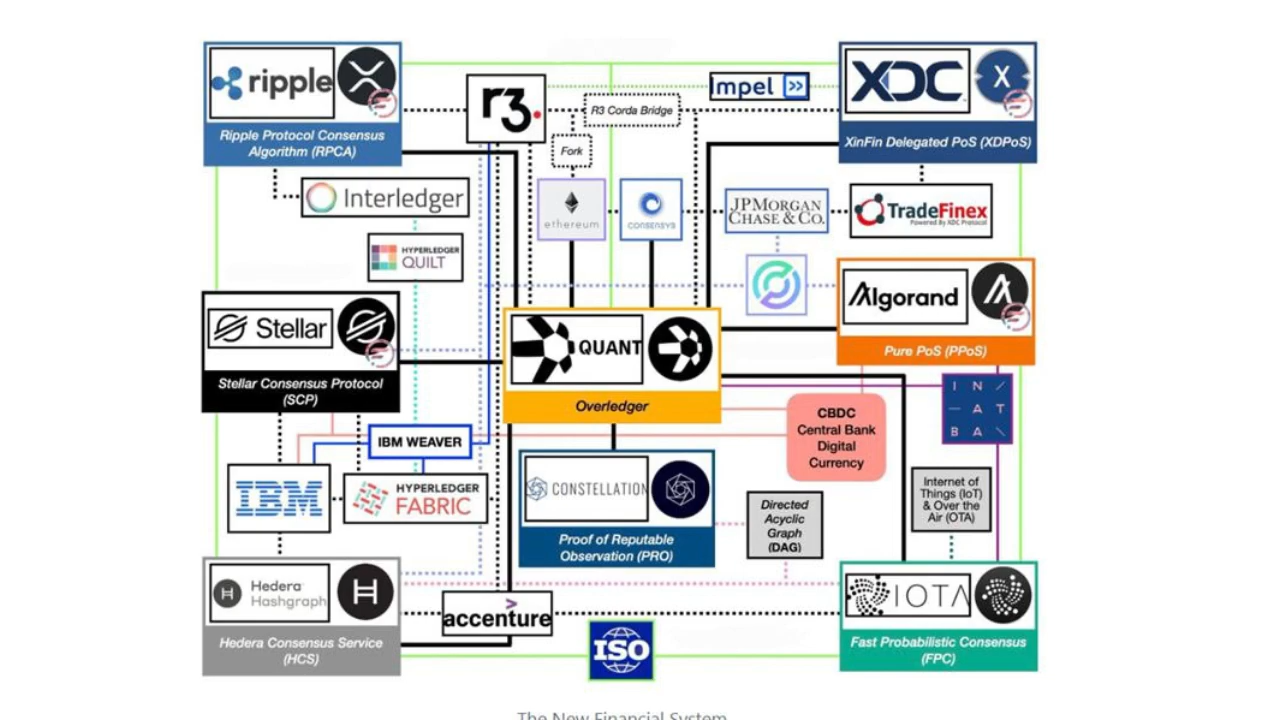 ripple
Ripple Protocol Consensus
Algorithm (RPCA)
r3.
Impel
R3 Corda Bridge
XDC
X
XinFin Delegated PoS (XDPoS)
Fork
Interledger
ethereum
CONSENSYS
JPMORGAN
CHASE & CO.
TradeFinex
Powered By XDC Protocol
HYPERLEDGER
QUILT
Stellar
Stellar Consensus Protocol
(SCP)
QUANT
Overledger
Algorand
Pure PoS (PPoS)
IN/
—AT
BA\
CBDC
Central Bank
Digital
Currency
IBM WEAVER
IBM
HYPERLEDGER
FABRIC
CONSTELLATION
Proof of Reputable
Observation (PRO)
Directed
Acyclic
Graph
(DAG)
Internet of
Things (IoT)
& Over the
Air (OTA)
H
Hedera
Hashgraph
H
Hedera Consensus Service
(HCS)
accenture
ISO
IOTA
Fast Probabilistic Consensus
(FPC)
The New Financial System